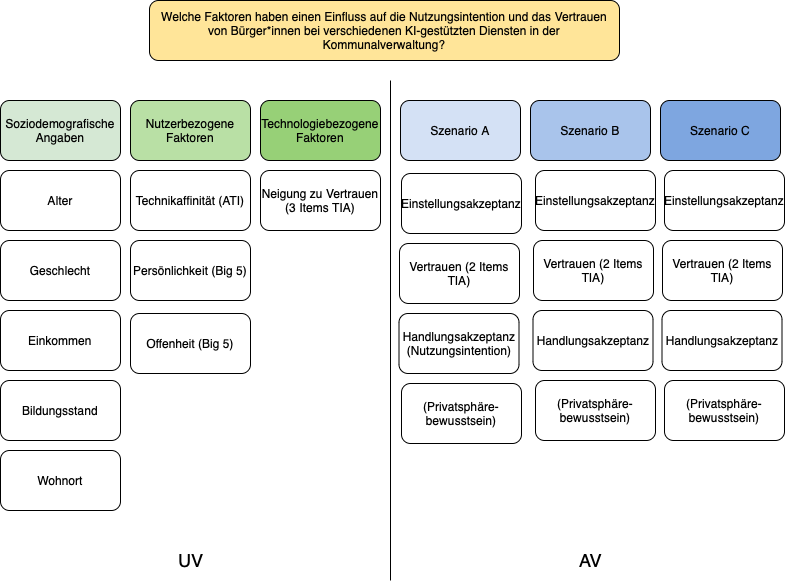 Welche Faktoren haben einen Einfluss auf die Nutzungsintention und das Vertrauen
von Bürger*innen bei verschiedenen KI-gestützten Diensten in der
Kommunalverwaltung?
Soziodemografische
Angaben
Nutzerbezogene
Faktoren
Technologiebezogene
Faktoren
Szenario A
Szenario B
Szenario C
Alter
Technikaffinität (ATI)
Neigung zu Vertrauen
(3 Items TIA)
Einstellungsakzeptanz
Einstellungsakzeptanz
Einstellungsakzeptanz
Geschlecht
Persönlichkeit (Big 5)
Vertrauen (2 Items
TIA)
Vertrauen (2 Items
TIA)
Vertrauen (2 Items
TIA)
Einkommen
Offenheit (Big 5)
Handlungsakzeptanz
(Nutzungsintention)
Handlungsakzeptanz
Handlungsakzeptanz
Bildungsstand
(Privatsphäre-
bewustsein)
(Privatsphäre-
bewusstsein)
(Privatsphäre-
bewusstsein)
Wohnort
UV
AV